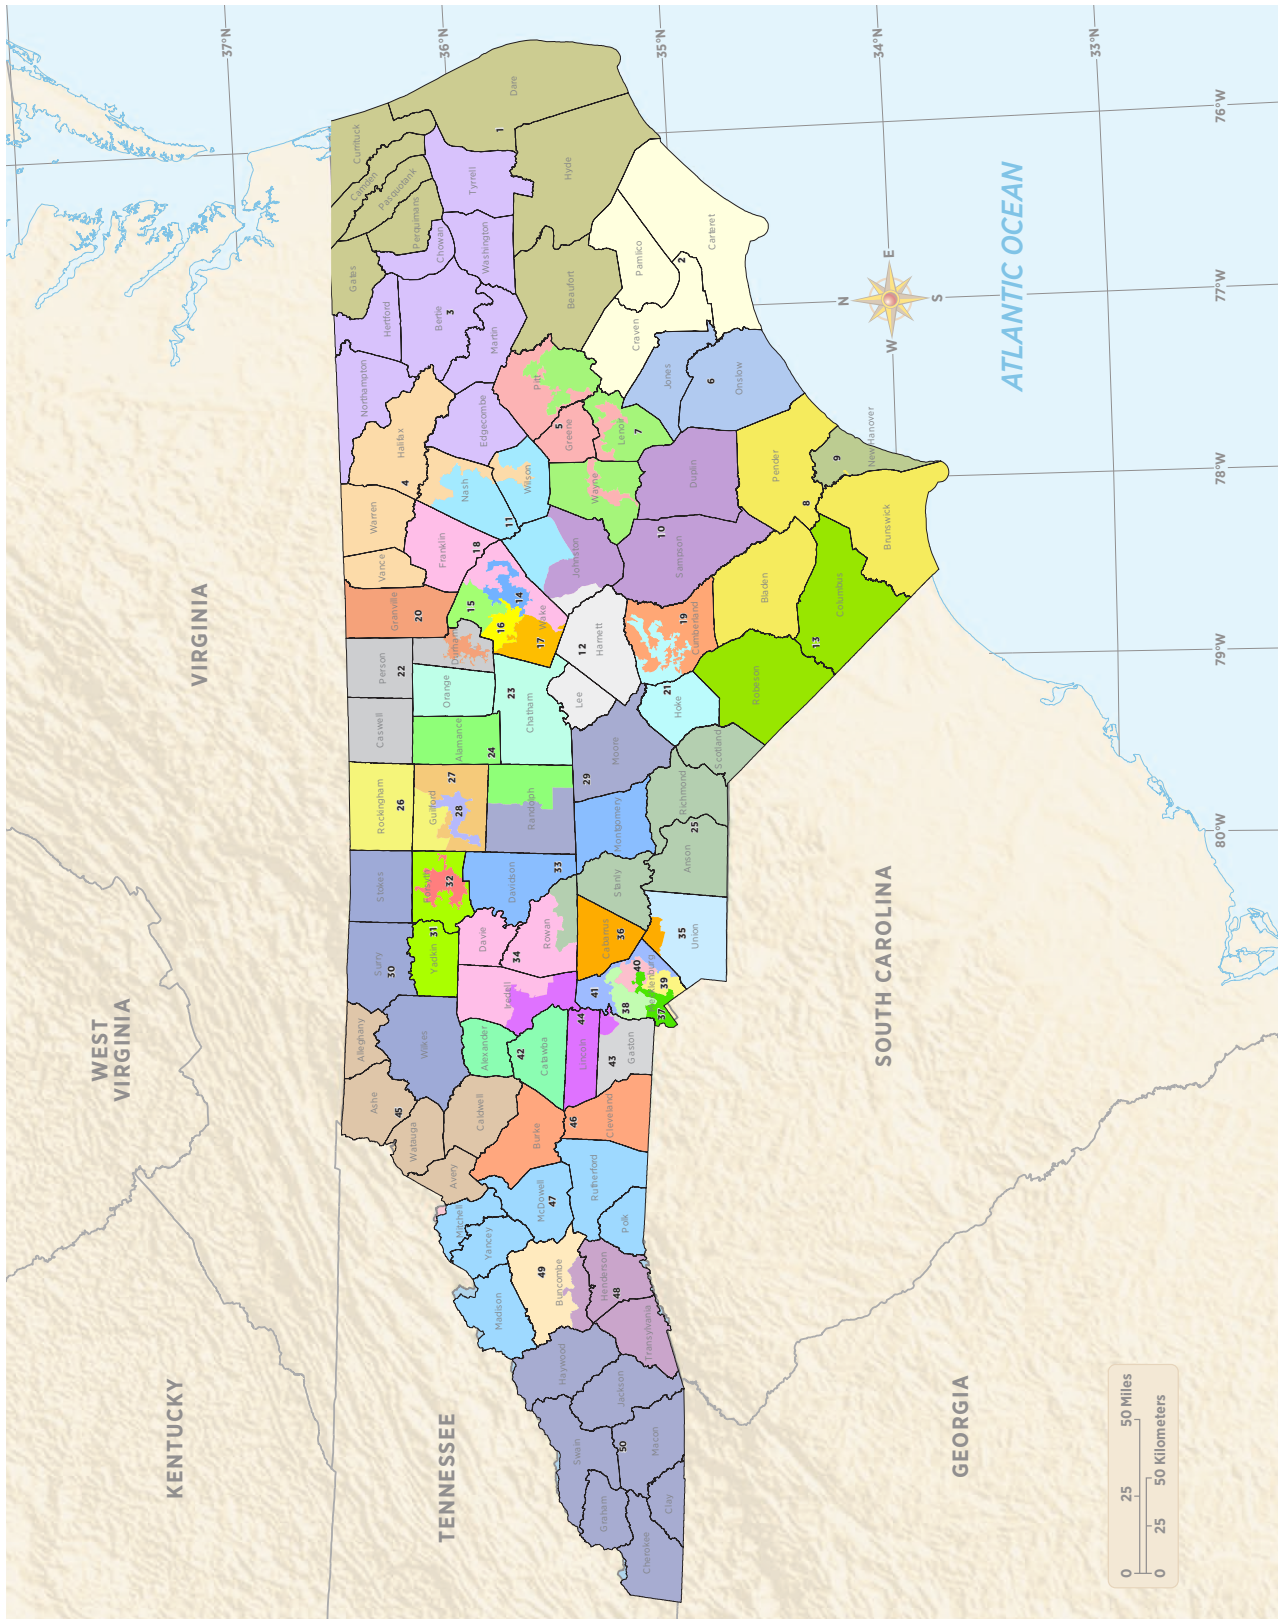 KENTUCKY
WEST
VIRGINIA
VIRGINIA
TENNESSEE
GEORGIA
SOUTH CAROLINA
ATLANTIC OCEAN
37°N
36°N
35°N
34°N
33°N
76°W
77°W
78°W
79°W
80°W
N
E
S
W
0 25 50 Miles
0 25 50 Kilometers
Cherokee
Graham
Clay
Swain
Macon
50
Jackson
Haywood
Transylvania
Henderson
48
Buncombe
49
Madison
Yancey
Mitchell
McDowell
47
Polk
Rutherford
Avery
Watauga
Ashe
45
Alleghany
Caldwell
Burke
46
Cleveland
Wilkes
Alexander
Catawba
42
Lincoln
44
Gaston
43
Surry
30
Stokes
Yadkin
31
Forsyth
32
Iredell
Davie
34
Rowan
Davidson
33
Cabarrus
36
41
38
40
39
37
Union
35
Stanly
Anson
25
Richmond
Scotland
Montgomery
Moore
29
Randolph
Rockingham
26
Guilford
27
28
Caswell
Person
22
Alamance
24
Orange
Chatham
23
Durham
Granville
20
Vance
Warren
Franklin
18
Wake
14
15
16
17
Lee
Harnett
12
Hoke
21
Cumberland
19
Robeson
Columbus
13
Bladen
Brunswick
8
Pender
New Hanover
9
Sampson
10
Duplin
Johnston
Nash
11
Wilson
Wayne
Halifax
4
Northampton
Edgecombe
Greene
5
Lenoir
7
Pitt
Jones
Onslow
6
Craven
Pamlico
2
Carteret
Hertford
Bertie
3
Martin
Gates
Chowan
Washington
Tyrrell
Perquimans
Pasquotank
Camden
Currituck
Beaufort
Hyde
Dare
1